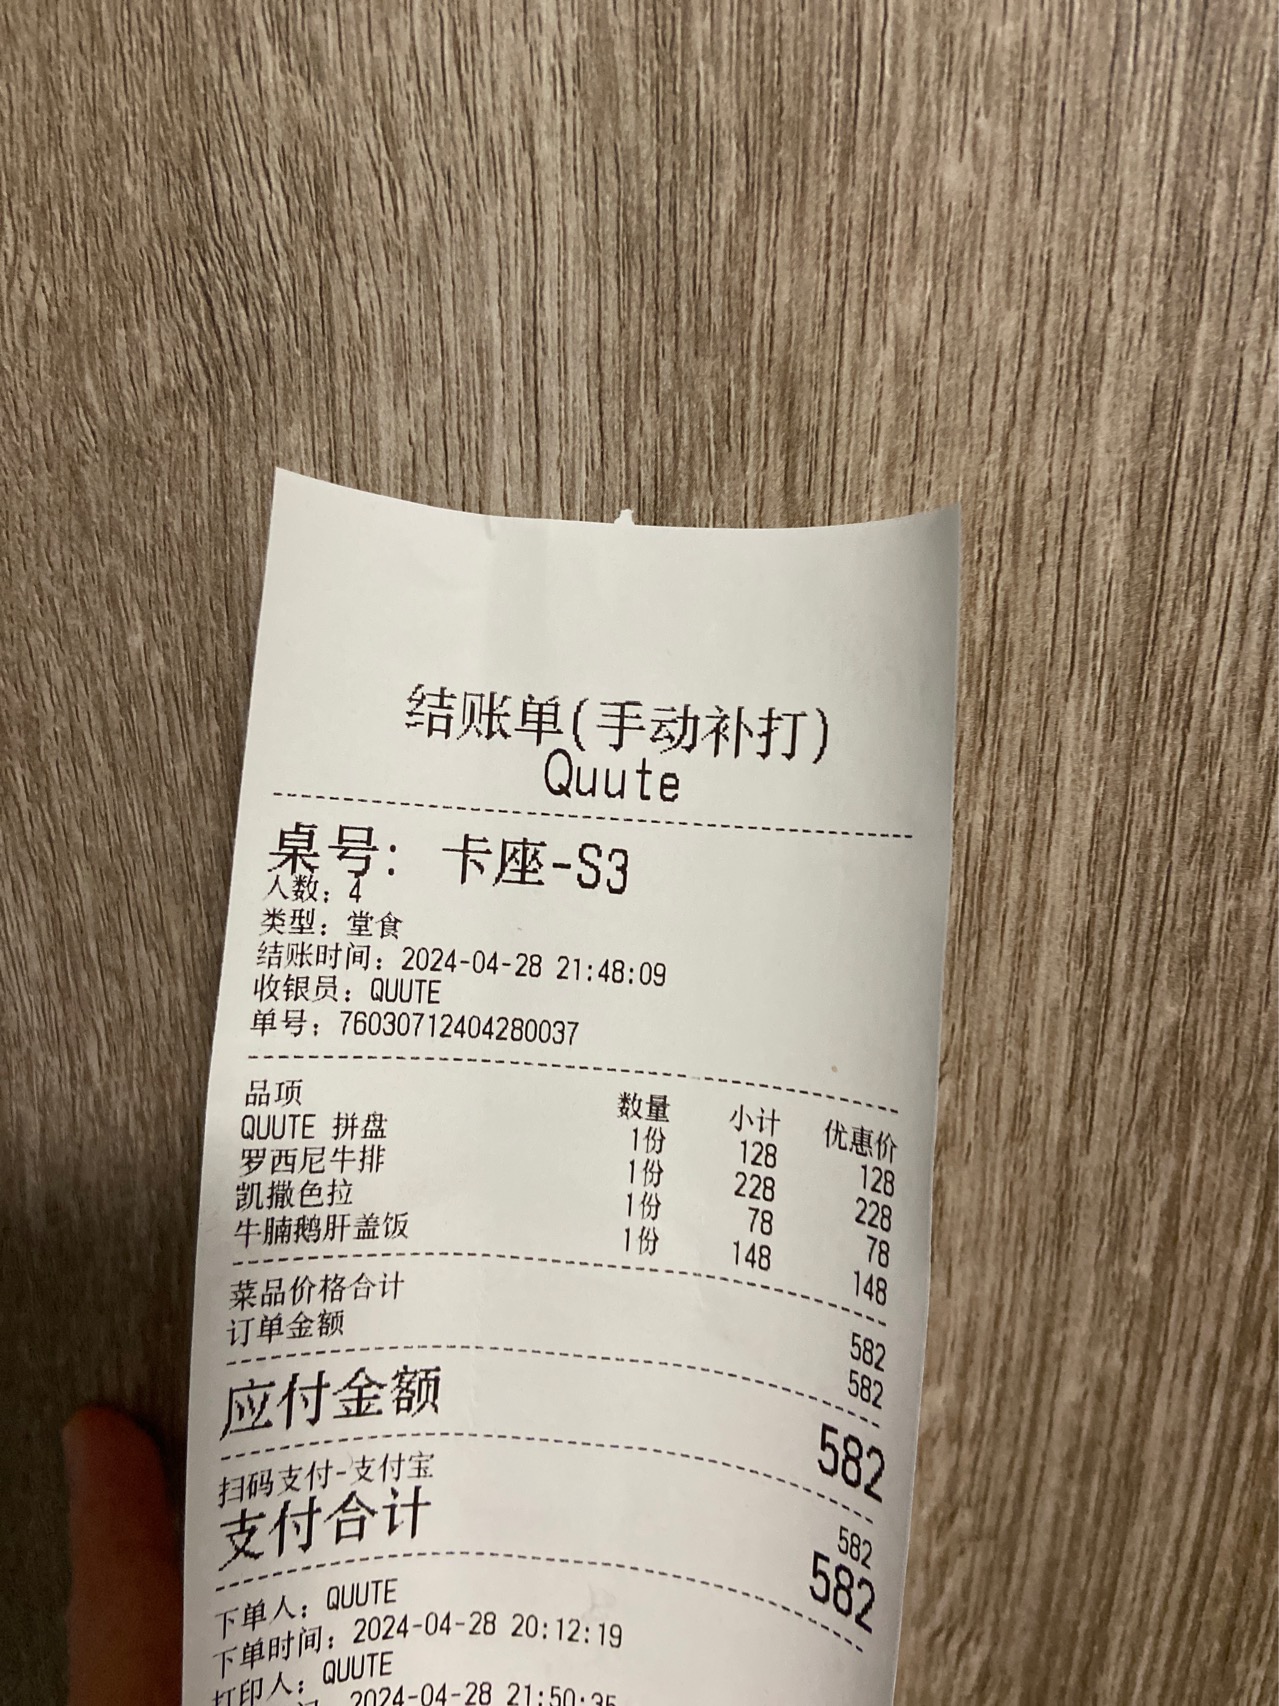 结账单(手动补打)
Quute
桌号: 卡座-S3
人数: 4
类型: 堂食
结账时间: 2024-04-28 21:48:09
收银员: QUUTE
单号: 76030712404280037
品项 数量 小计 优惠价
QUUTE 拼盘 1份 128 128
罗西尼牛排 1份 228 228
凯撒色拉 1份 78 78
牛腩鹅肝盖饭 1份 148 148
菜品价格合计 582
订单金额 582
应付金额 582
扫码支付-支付宝 582
支付合计 582
下单人: QUUTE
下单时间: 2024-04-28 20:12:19
打印人: QUUTE
2024-04-28 21:50:35